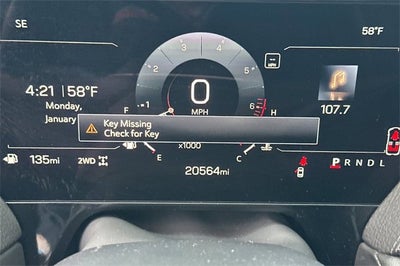 SE
58°F
4:21 58°F
Monday,
January
1 2 3 4 5 6
0
MPH
MPH
107.7
F
H
Key Missing
Check for Key
135mi
2WD
E
x1000
C
20564mi
P R N D L